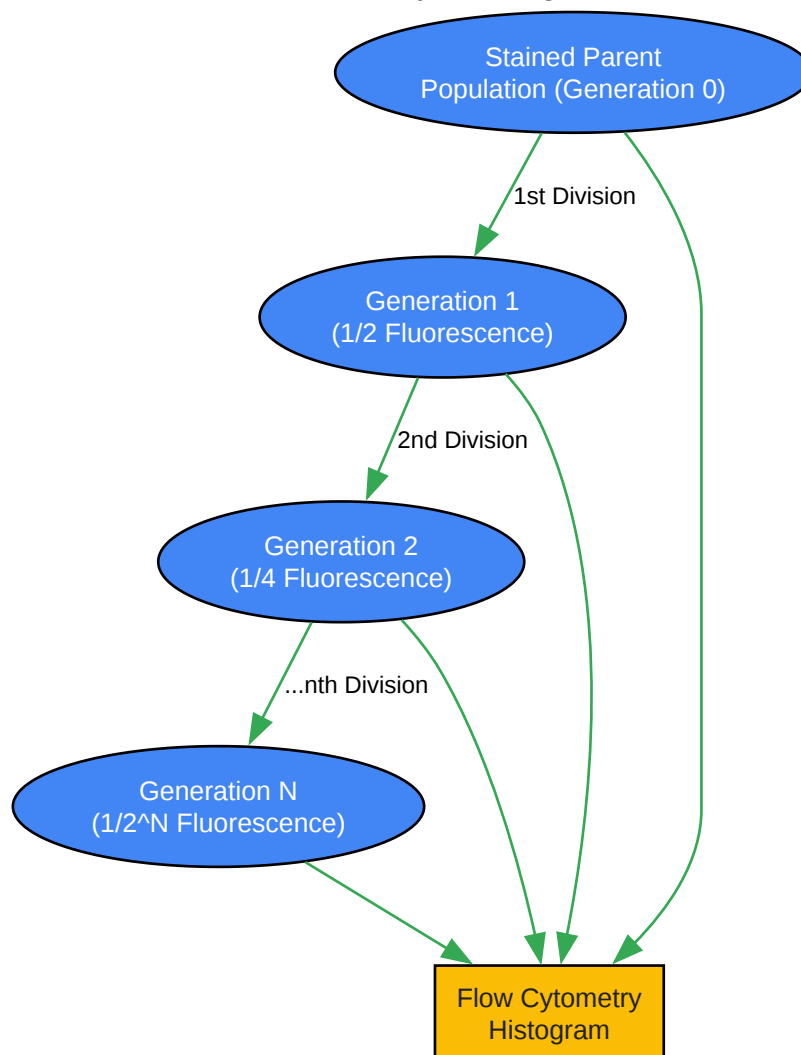 Stained Parent
Population (Generation 0)
1st Division
Generation 1
(1/2 Fluorescence)
2nd Division
Generation 2
(1/4 Fluorescence)
...nth Division
Generation N
(1/2^N Fluorescence)
Flow Cytometry
Histogram